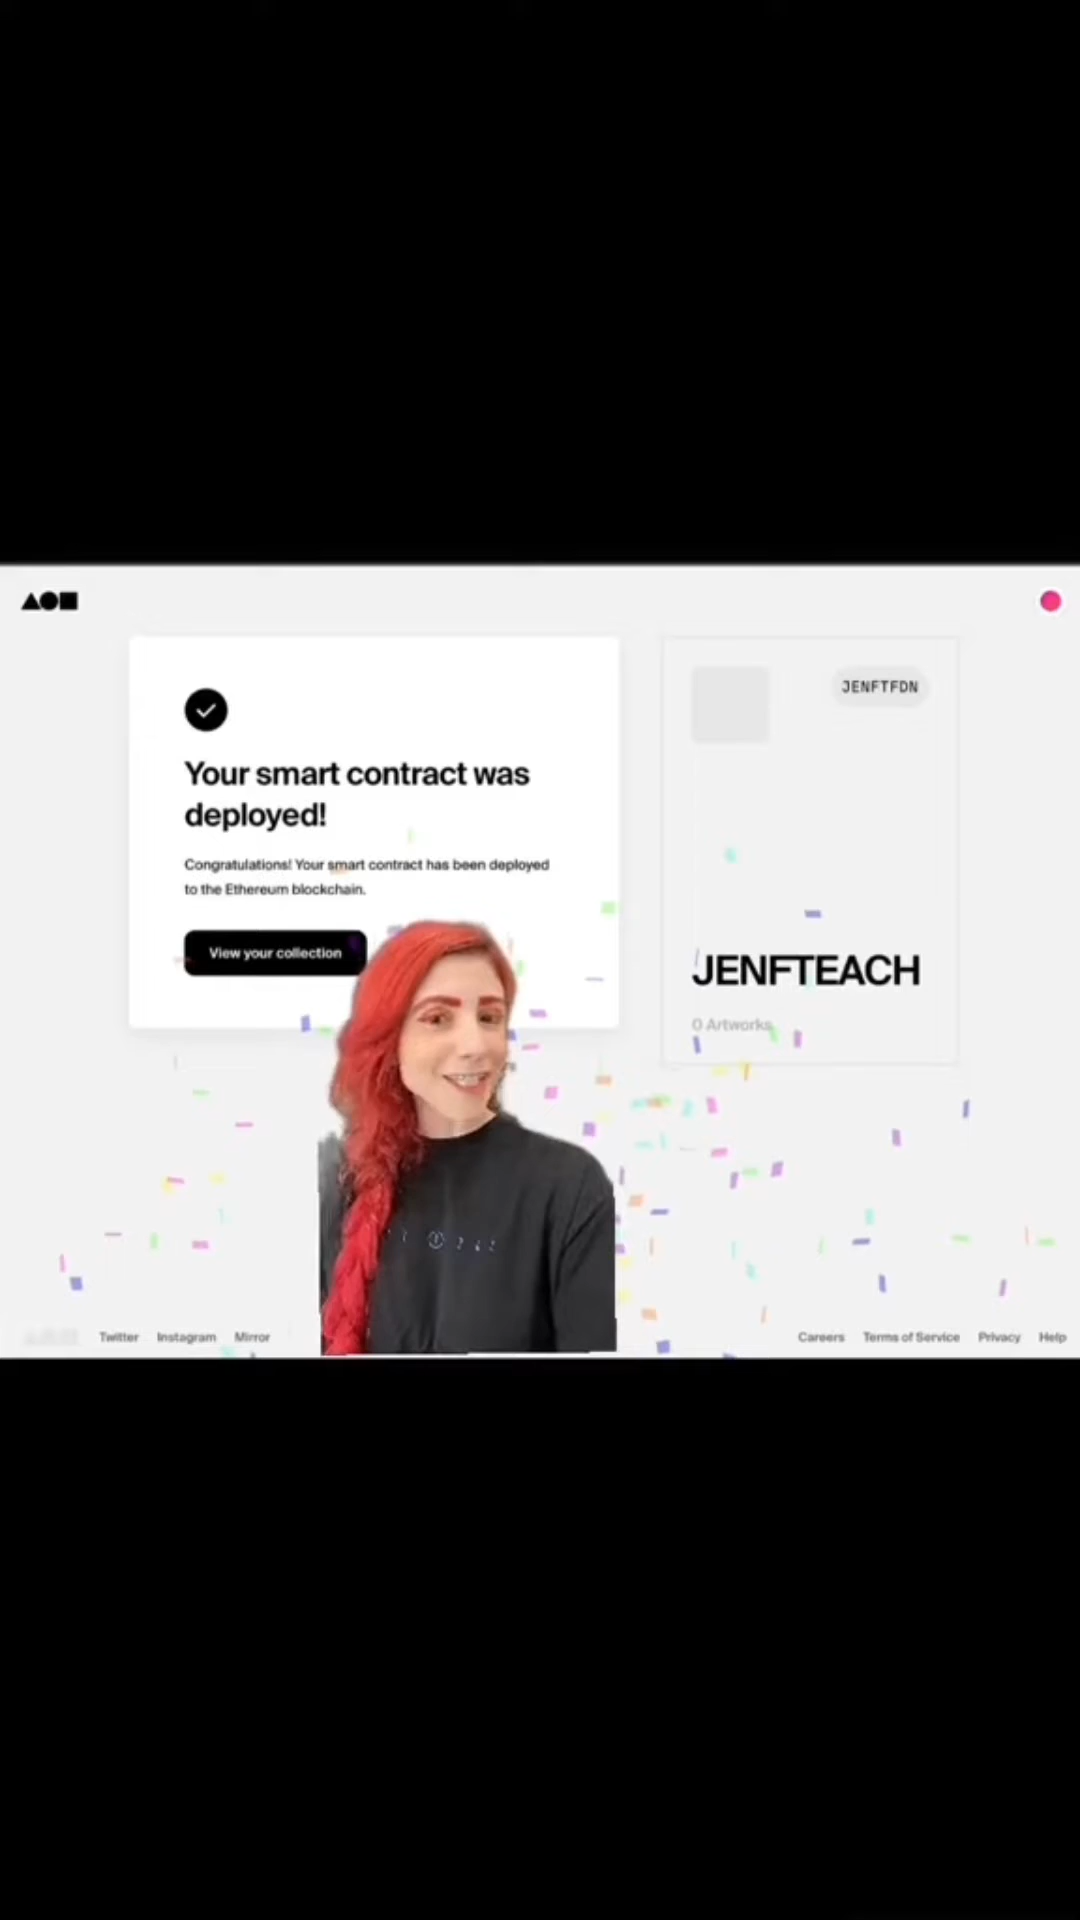 JENFTFDN
Your smart contract was
deployed!
Congratulations! Your smart contract has been deployed
to the Ethereum blockchain.
View your collection
JENFTEACH
0 Artworks
Twitter Instagram Mirror
Careers Terms of Service Privacy Help